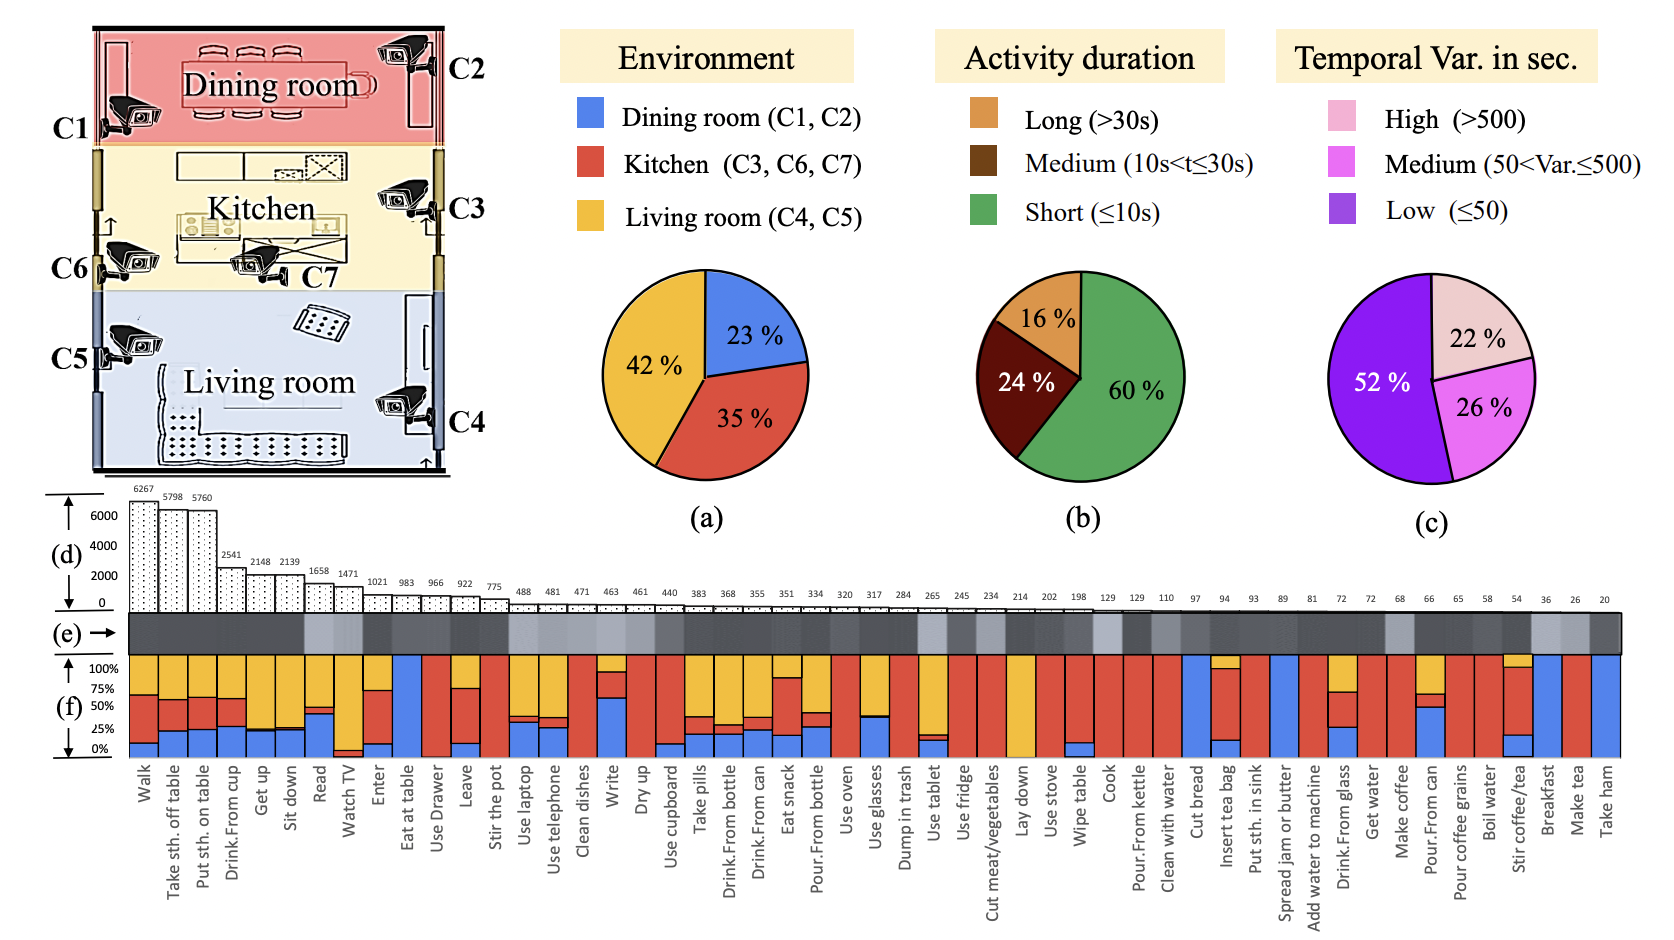 Dining room
C2
C1
Kitchen
C3
C6
C7
C5
Living room
C4
Environment
Dining room (C1, C2)
Kitchen (C3, C6, C7)
Living room (C4, C5)
Activity duration
Long (>30s)
Medium (10s<t≤30s)
Short (≤10s)
Temporal Var. in sec.
High (>500)
Medium (50<Var.≤500)
Low (≤50)
42 %
23 %
35 %
(a)
16 %
24 %
60 %
(b)
52 %
22 %
26 %
(c)
(d)
6000
4000
2000
0
6267 5798 5760 2541 2148 2139 1658 1471 1021 983 966 922 775 488 481 471 463 461 440 383 368 355 351 334 320 317 284 265 245 234 214 202 198 129 129 110 97 94 93 89 81 72 72 68 66 65 58 54 36 26 20
(e)
(f)
100%
75%
50%
25%
0%
Walk
Take sth. off table
Put sth. on table
Drink.From cup
Get up
Sit down
Read
Watch TV
Enter
Eat at table
Use Drawer
Leave
Stir the pot
Use laptop
Use telephone
Clean dishes
Write
Dry up
Use cupboard
Take pills
Drink.From bottle
Drink.From can
Eat snack
Pour.From bottle
Use oven
Use glasses
Dump in trash
Use tablet
Use fridge
Cut meat/vegetables
Lay down
Use stove
Wipe table
Cook
Pour.From kettle
Clean with water
Cut bread
Insert tea bag
Put sth. in sink
Spread jam or butter
Add water to machine
Drink.From glass
Get water
Make coffee
Pour.From can
Pour coffee grains
Boil water
Stir coffee/tea
Breakfast
Make tea
Take ham